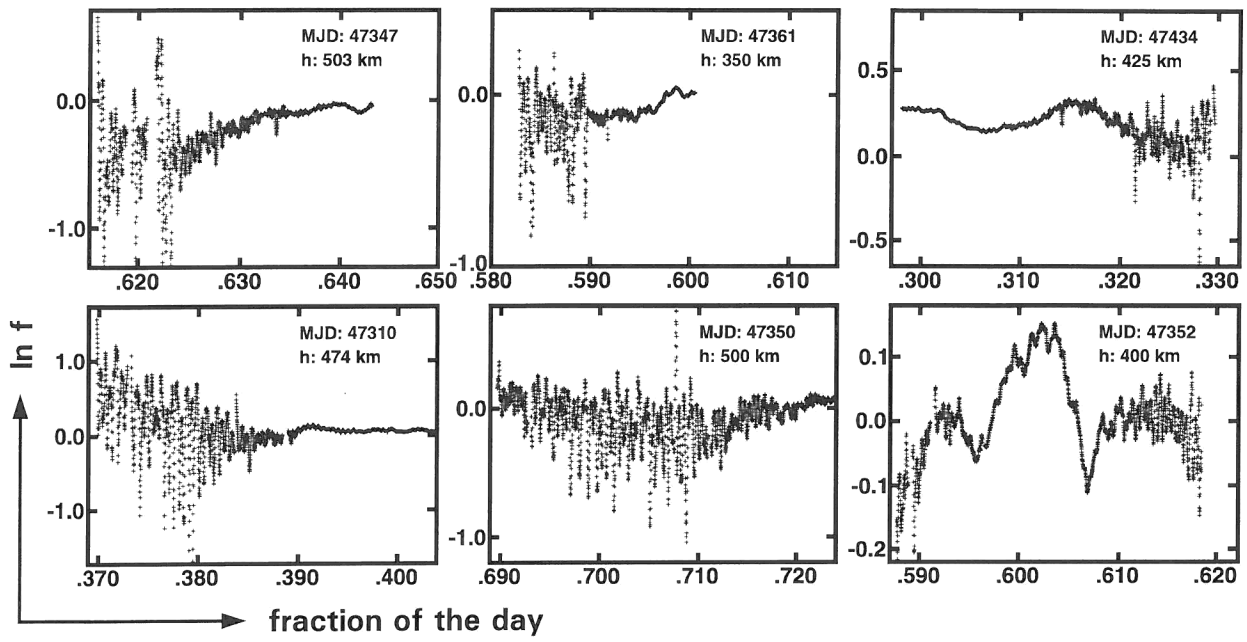 MJD: 47347
h: 503 km
0.0
-1.0
.620
.630
.640
.650
MJD: 47361
h: 350 km
0.0
-1.0
.580
.590
.600
.610
MJD: 47434
h: 425 km
0.5
0.0
-0.5
.300
.310
.320
.330
MJD: 47310
h: 474 km
1.0
0.0
-1.0
.370
.380
.390
.400
MJD: 47350
h: 500 km
0.0
-1.0
.690
.700
.710
.720
MJD: 47352
h: 400 km
0.1
0.0
-0.1
-0.2
.590
.600
.610
.620
ln f
fraction of the day